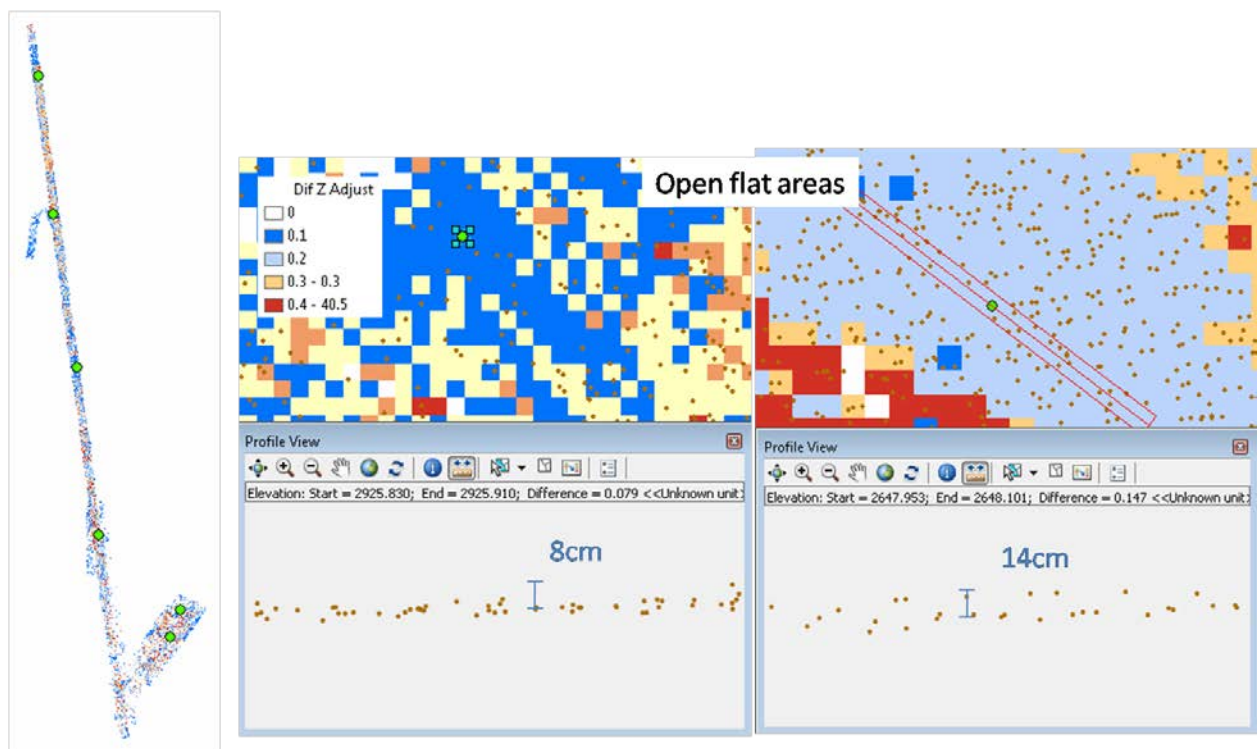 Dif Z Adjust
0
0.1
0.2
0.3 - 0.3
0.4 - 40.5
Open flat areas
Profile View
Elevation: Start = 2925.830; End = 2925.910; Difference = 0.079 <<Unknown unit>
8cm
Profile View
Elevation: Start = 2647.953; End = 2648.101; Difference = 0.147 <<Unknown unit>
14cm